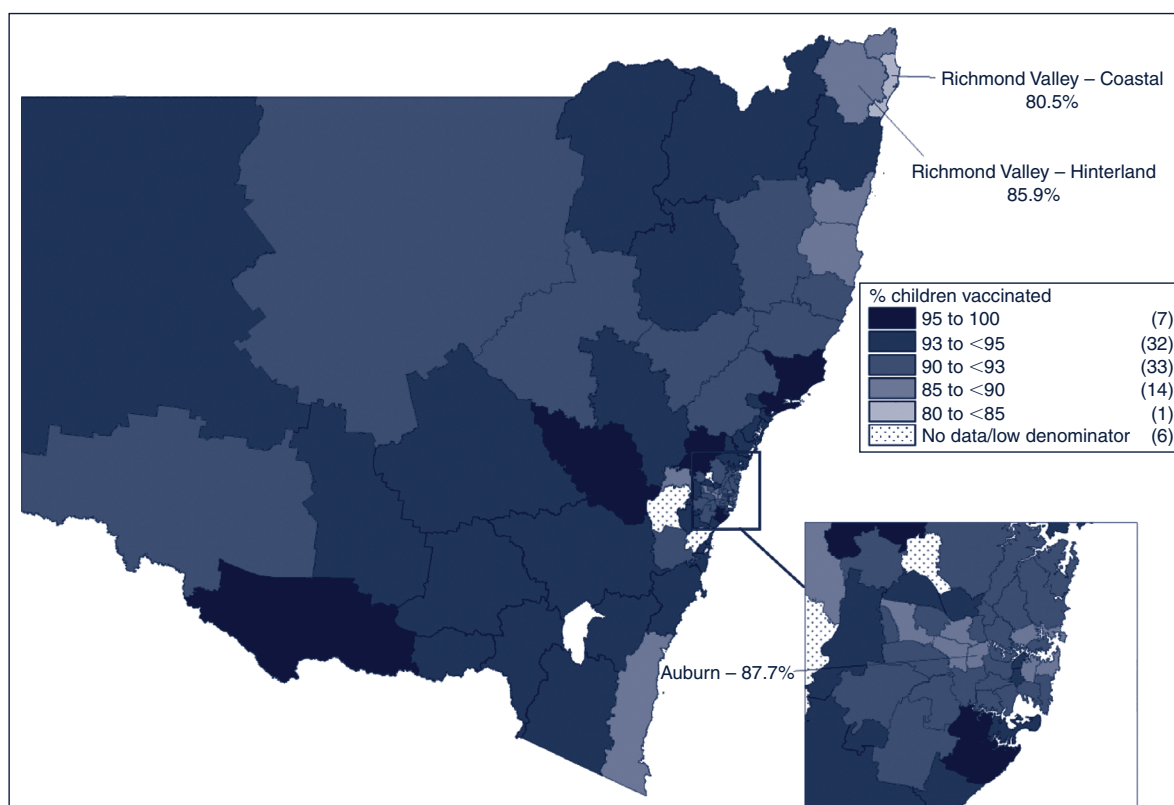 Richmond Valley – Coastal
80.5%
Richmond Valley – Hinterland
85.9%
% children vaccinated
95 to 100 (7)
93 to <95 (32)
90 to <93 (33)
85 to <90 (14)
80 to <85 (1)
No data/low denominator (6)
Auburn – 87.7%